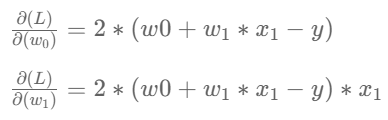 ∂(L)/∂(w₀) = 2 * (w0 + w₁ * x₁ − y)
∂(L)/∂(w₁) = 2 * (w0 + w₁ * x₁ − y) * x₁